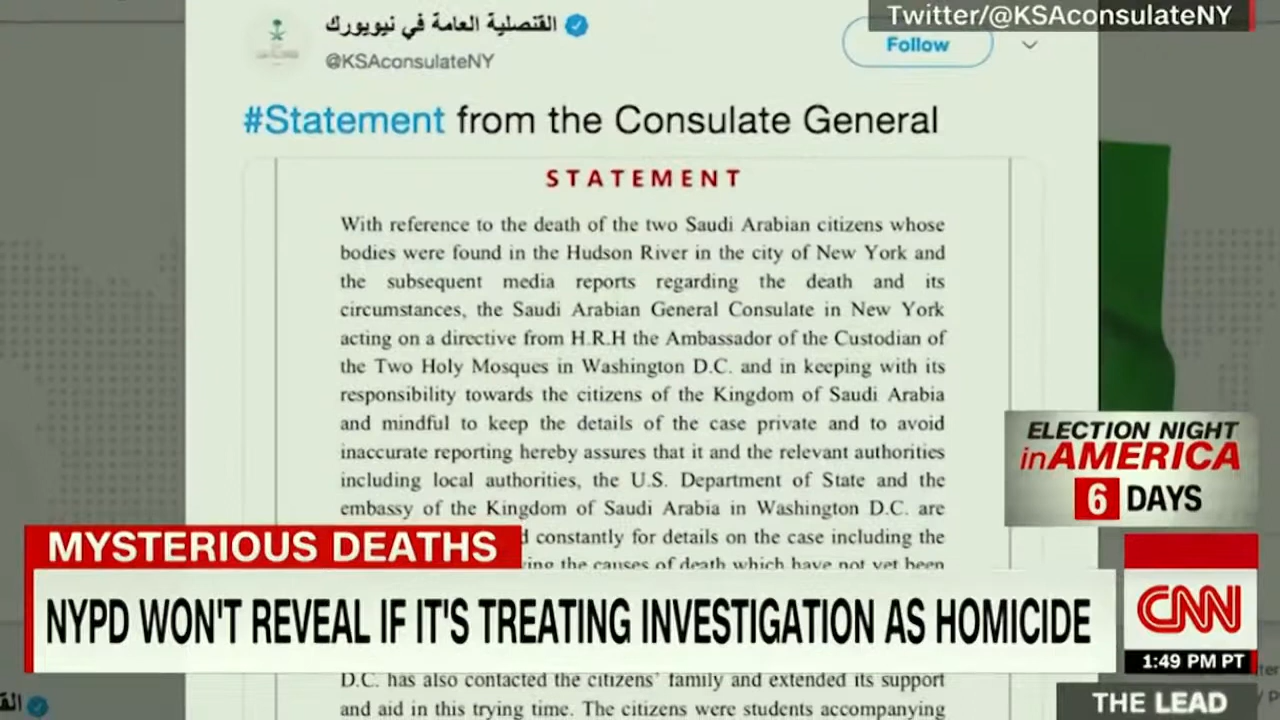 Twitter/@KSAconsulateNY
القنصلية العامة في نيويورك
@KSAconsulateNY
Follow
#Statement from the Consulate General
STATEMENT
With reference to the death of the two Saudi Arabian citizens whose
bodies were found in the Hudson River in the city of New York and
the subsequent media reports regarding the death and its
circumstances, the Saudi Arabian General Consulate in New York
acting on a directive from H.R.H the Ambassador of the Custodian of
the Two Holy Mosques in Washington D.C. and in keeping with its
responsibility towards the citizens of the Kingdom of Saudi Arabia
and mindful to keep the details of the case private and to avoid
inaccurate reporting hereby assures that it and the relevant authorities
including local authorities, the U.S. Department of State and the
embassy of the Kingdom of Saudi Arabia in Washington D.C. are
constantly for details on the case including the
the causes of death which have not yet been
D.C. has also contacted the citizens' family and extended its support
and aid in this trying time. The citizens were students accompanying
ELECTION NIGHT
in AMERICA
6 DAYS
MYSTERIOUS DEATHS
NYPD WON'T REVEAL IF IT'S TREATING INVESTIGATION AS HOMICIDE
CNN
1:49 PM PT
THE LEAD